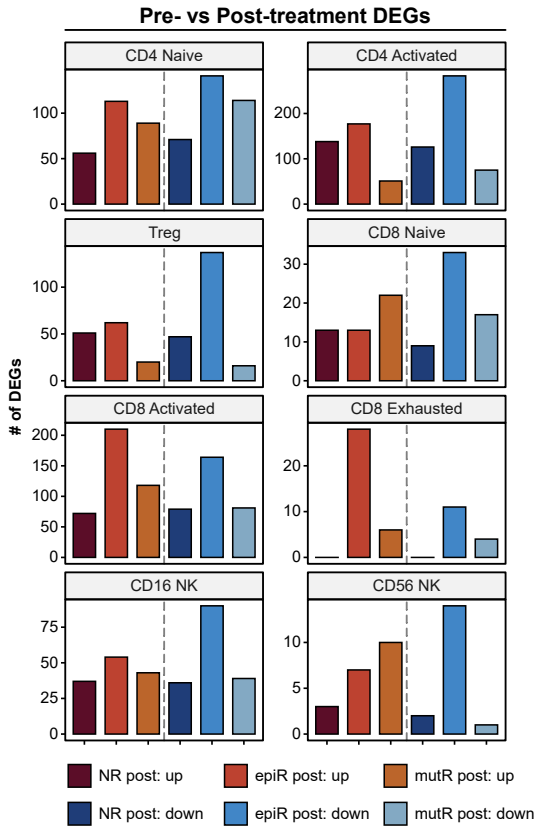 Pre- vs Post-treatment DEGs
CD4 Naive
CD4 Activated
100
50
0
200
100
0
Treg
CD8 Naive
100
50
0
30
20
10
0
# of DEGs
CD8 Activated
CD8 Exhausted
200
150
100
50
0
20
10
0
CD16 NK
CD56 NK
75
50
25
0
10
5
0
NR post: up
epiR post: up
mutR post: up
NR post: down
epiR post: down
mutR post: down